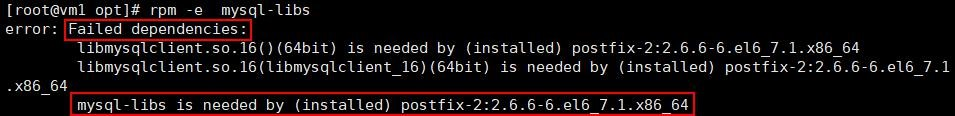 [root@vm1 opt]# rpm -e  mysql-libs
error: Failed dependencies:
        libmysqlclient.so.16()(64bit) is needed by (installed) postfix-2:2.6.6-6.el6_7.1.x86_64
        libmysqlclient.so.16(libmysqlclient_16)(64bit) is needed by (installed) postfix-2:2.6.6-6.el6_7.1
.x86_64
        mysql-libs is needed by (installed) postfix-2:2.6.6-6.el6_7.1.x86_64